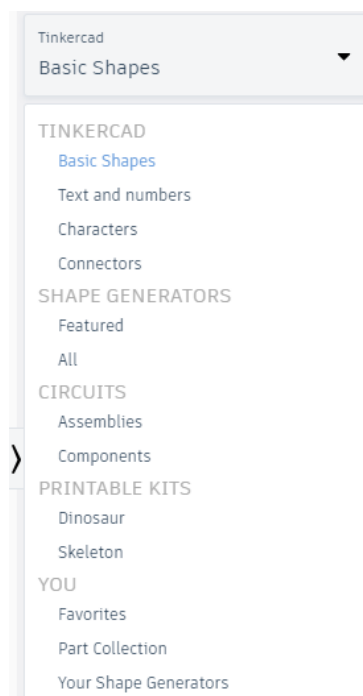 Tinkercad
Basic Shapes
TINKERCAD
Basic Shapes
Text and numbers
Characters
Connectors
SHAPE GENERATORS
Featured
All
CIRCUITS
Assemblies
Components
PRINTABLE KITS
Dinosaur
Skeleton
YOU
Favorites
Part Collection
Your Shape Generators